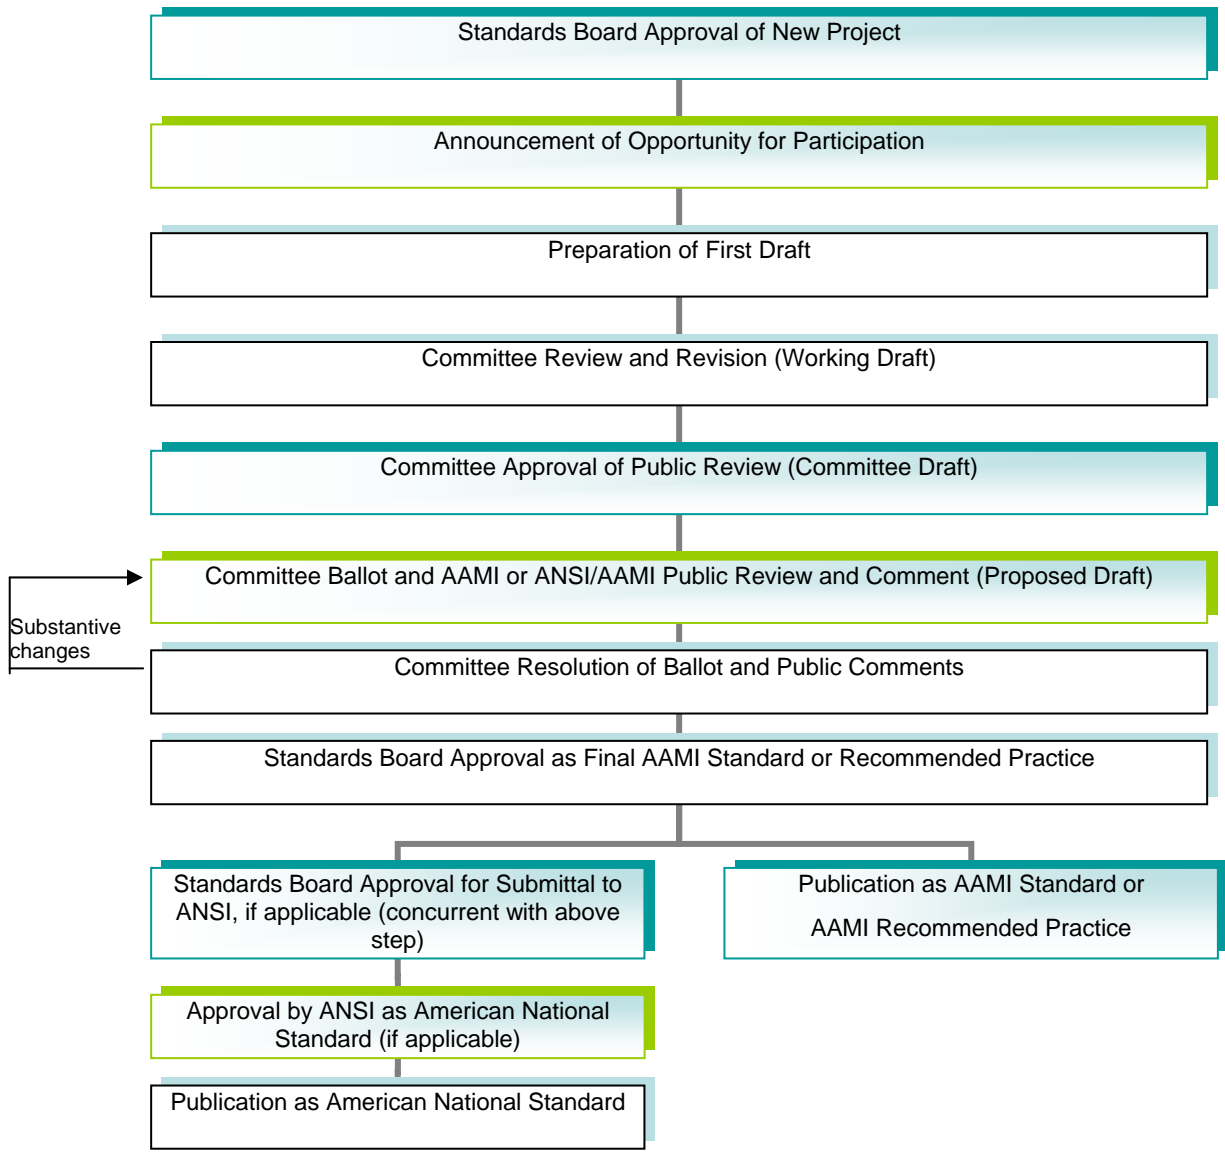 Standards Board Approval of New Project
Announcement of Opportunity for Participation
Preparation of First Draft
Committee Review and Revision (Working Draft)
Committee Approval of Public Review (Committee Draft)
Committee Ballot and AAMI or ANSI/AAMI Public Review and Comment (Proposed Draft)
Substantive
changes
Committee Resolution of Ballot and Public Comments
Standards Board Approval as Final AAMI Standard or Recommended Practice
Standards Board Approval for Submittal to
ANSI, if applicable (concurrent with above
step)
Publication as AAMI Standard or
AAMI Recommended Practice
Approval by ANSI as American National
Standard (if applicable)
Publication as American National Standard